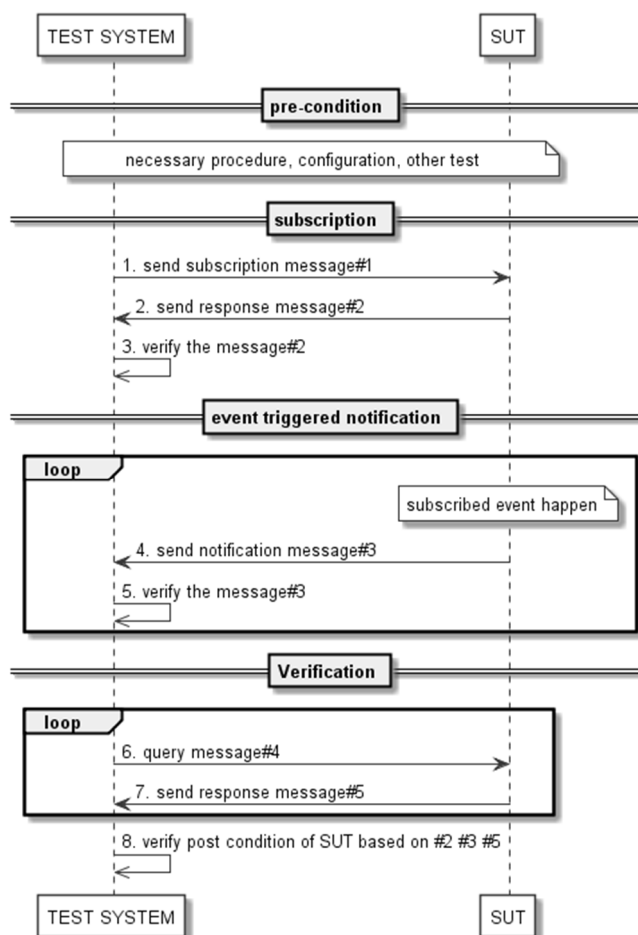 TEST SYSTEM SUT
pre-condition
necessary procedure, configuration, other test
subscription
1. send subscription message#1
2. send response message#2
3. verify the message#2
event triggered notification
loop
subscribed event happen
4. send notification message#3
5. verify the message#3
Verification
loop
6. query message#4
7. send response message#5
8. verify post condition of SUT based on #2 #3 #5
TEST SYSTEM SUT